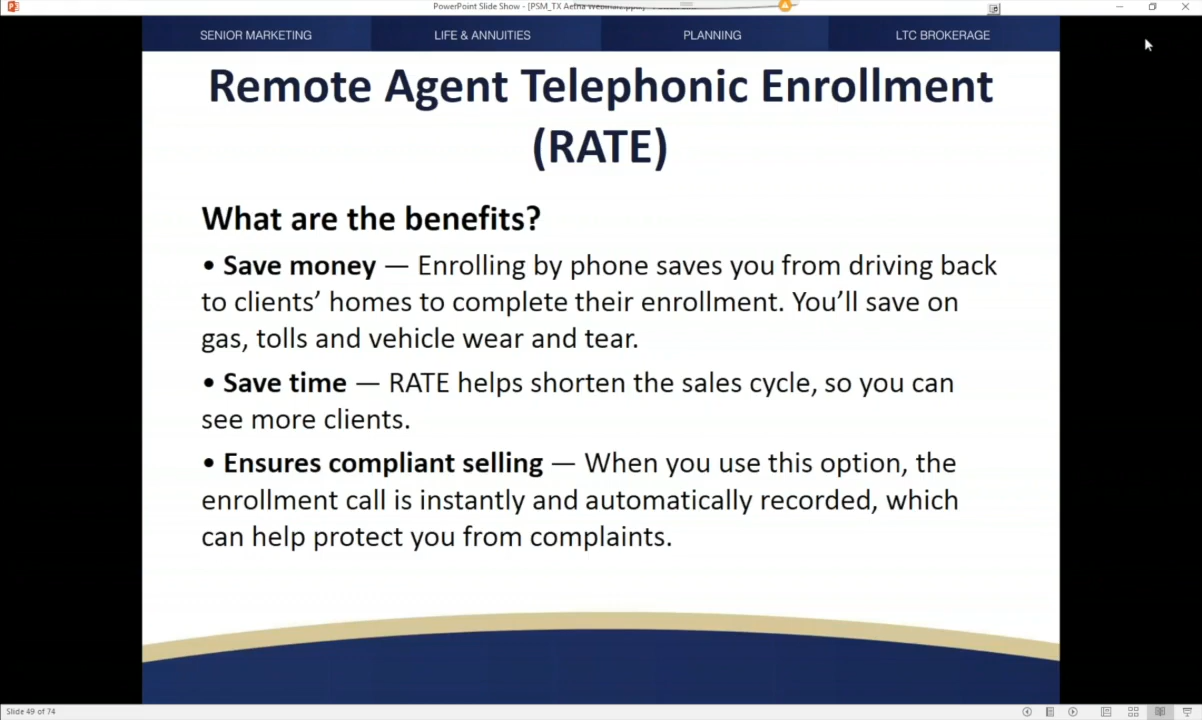 PowerPoint Slide Show - [PSM_TX Aetna
SENIOR MARKETING
LIFE & ANNUITIES
PLANNING
LTC BROKERAGE
Remote Agent Telephonic Enrollment
(RATE)
What are the benefits?
• Save money — Enrolling by phone saves you from driving back
to clients’ homes to complete their enrollment. You’ll save on
gas, tolls and vehicle wear and tear.
• Save time — RATE helps shorten the sales cycle, so you can
see more clients.
• Ensures compliant selling — When you use this option, the
enrollment call is instantly and automatically recorded, which
can help protect you from complaints.
Slide 49 of 74